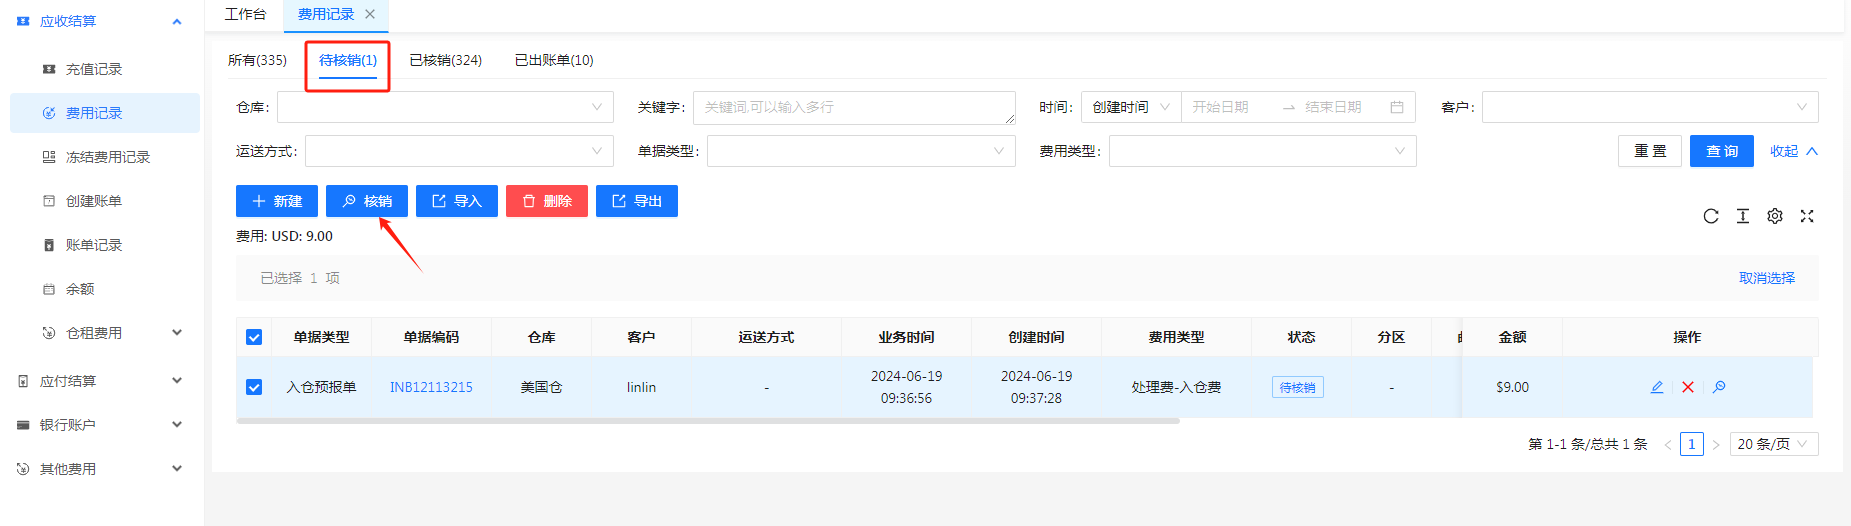 应收结算
充值记录
费用记录
冻结费用记录
创建账单
账单记录
余额
仓租费用
应付结算
银行账户
其他费用
工作台 费用记录
所有(335) 待核销(1) 已核销(324) 已出账单(10)
仓库: 关键字: 关键词,可以输入多行 时间: 创建时间 开始日期 结束日期 客户:
运送方式: 单据类型: 费用类型: 重 置 查 询 收起
新建 核销 导入 删除 导出
费用: USD: 9.00
已选择 1 项 取消选择
单据类型 单据编码 仓库 客户 运送方式 业务时间 创建时间 费用类型 状态 分区 金额 操作
入仓预报单 INB12113215 美国仓 linlin - 2024-06-19 09:36:56 2024-06-19 09:37:28 处理费-入仓费 待核销 - $9.00
第 1-1 条/总共 1 条 1 20 条/页